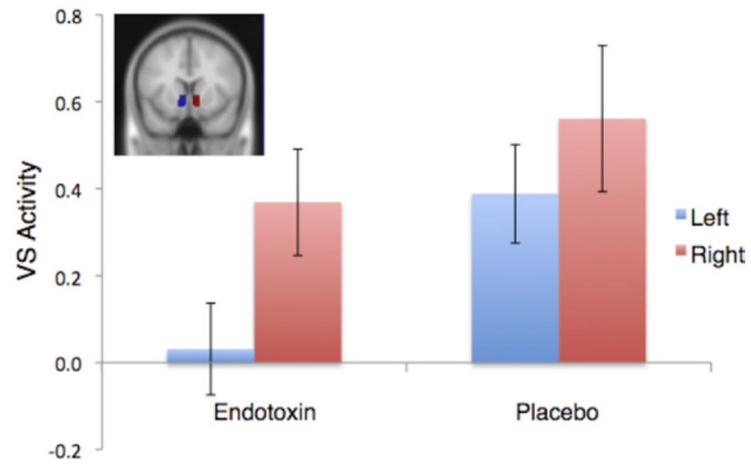 0.8
0.6
0.4
0.2
0.0
-0.2
VS Activity
Endotoxin
Placebo
Left
Right